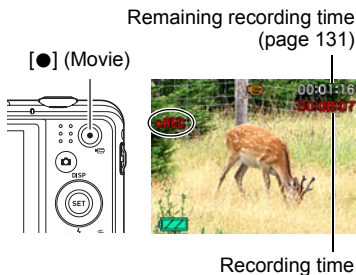 Remaining recording time
(page 131)
[●] (Movie)
00:01:16
00:00:07
●REC
DISP
SET
Recording time